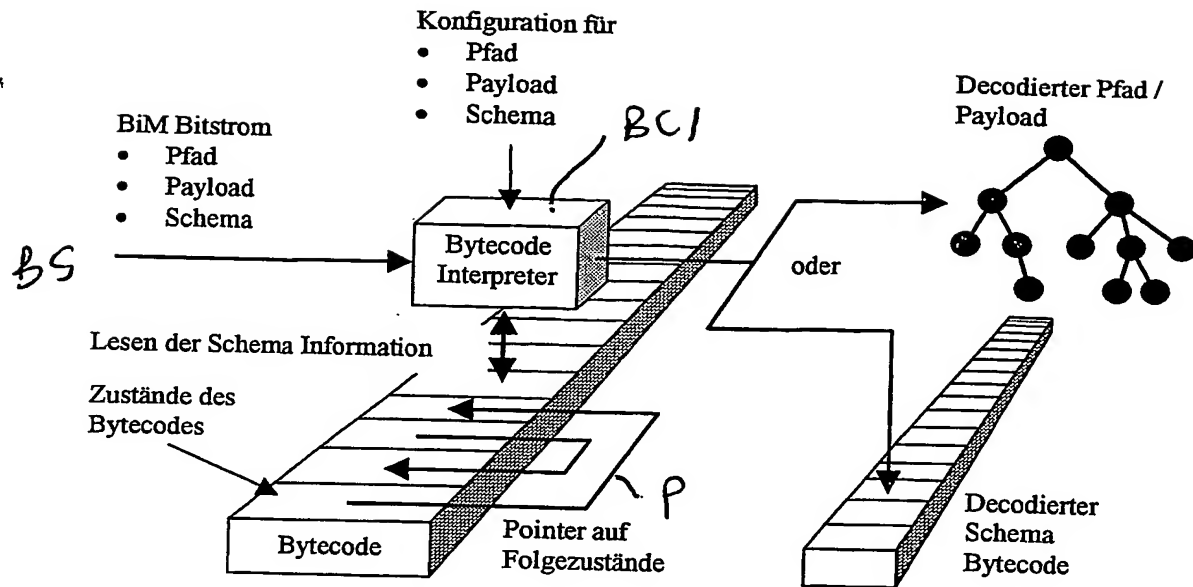 Konfiguration für
• Pfad
• Payload
• Schema
BCI
Decodierter Pfad /
Payload
BiM Bitstrom
• Pfad
• Payload
• Schema
BS
Bytecode
Interpreter
oder
Lesen der Schema Information
Zustände des
Bytecodes
P
Bytecode
Pointer auf
Folgezustände
Decodierter
Schema
Bytecode